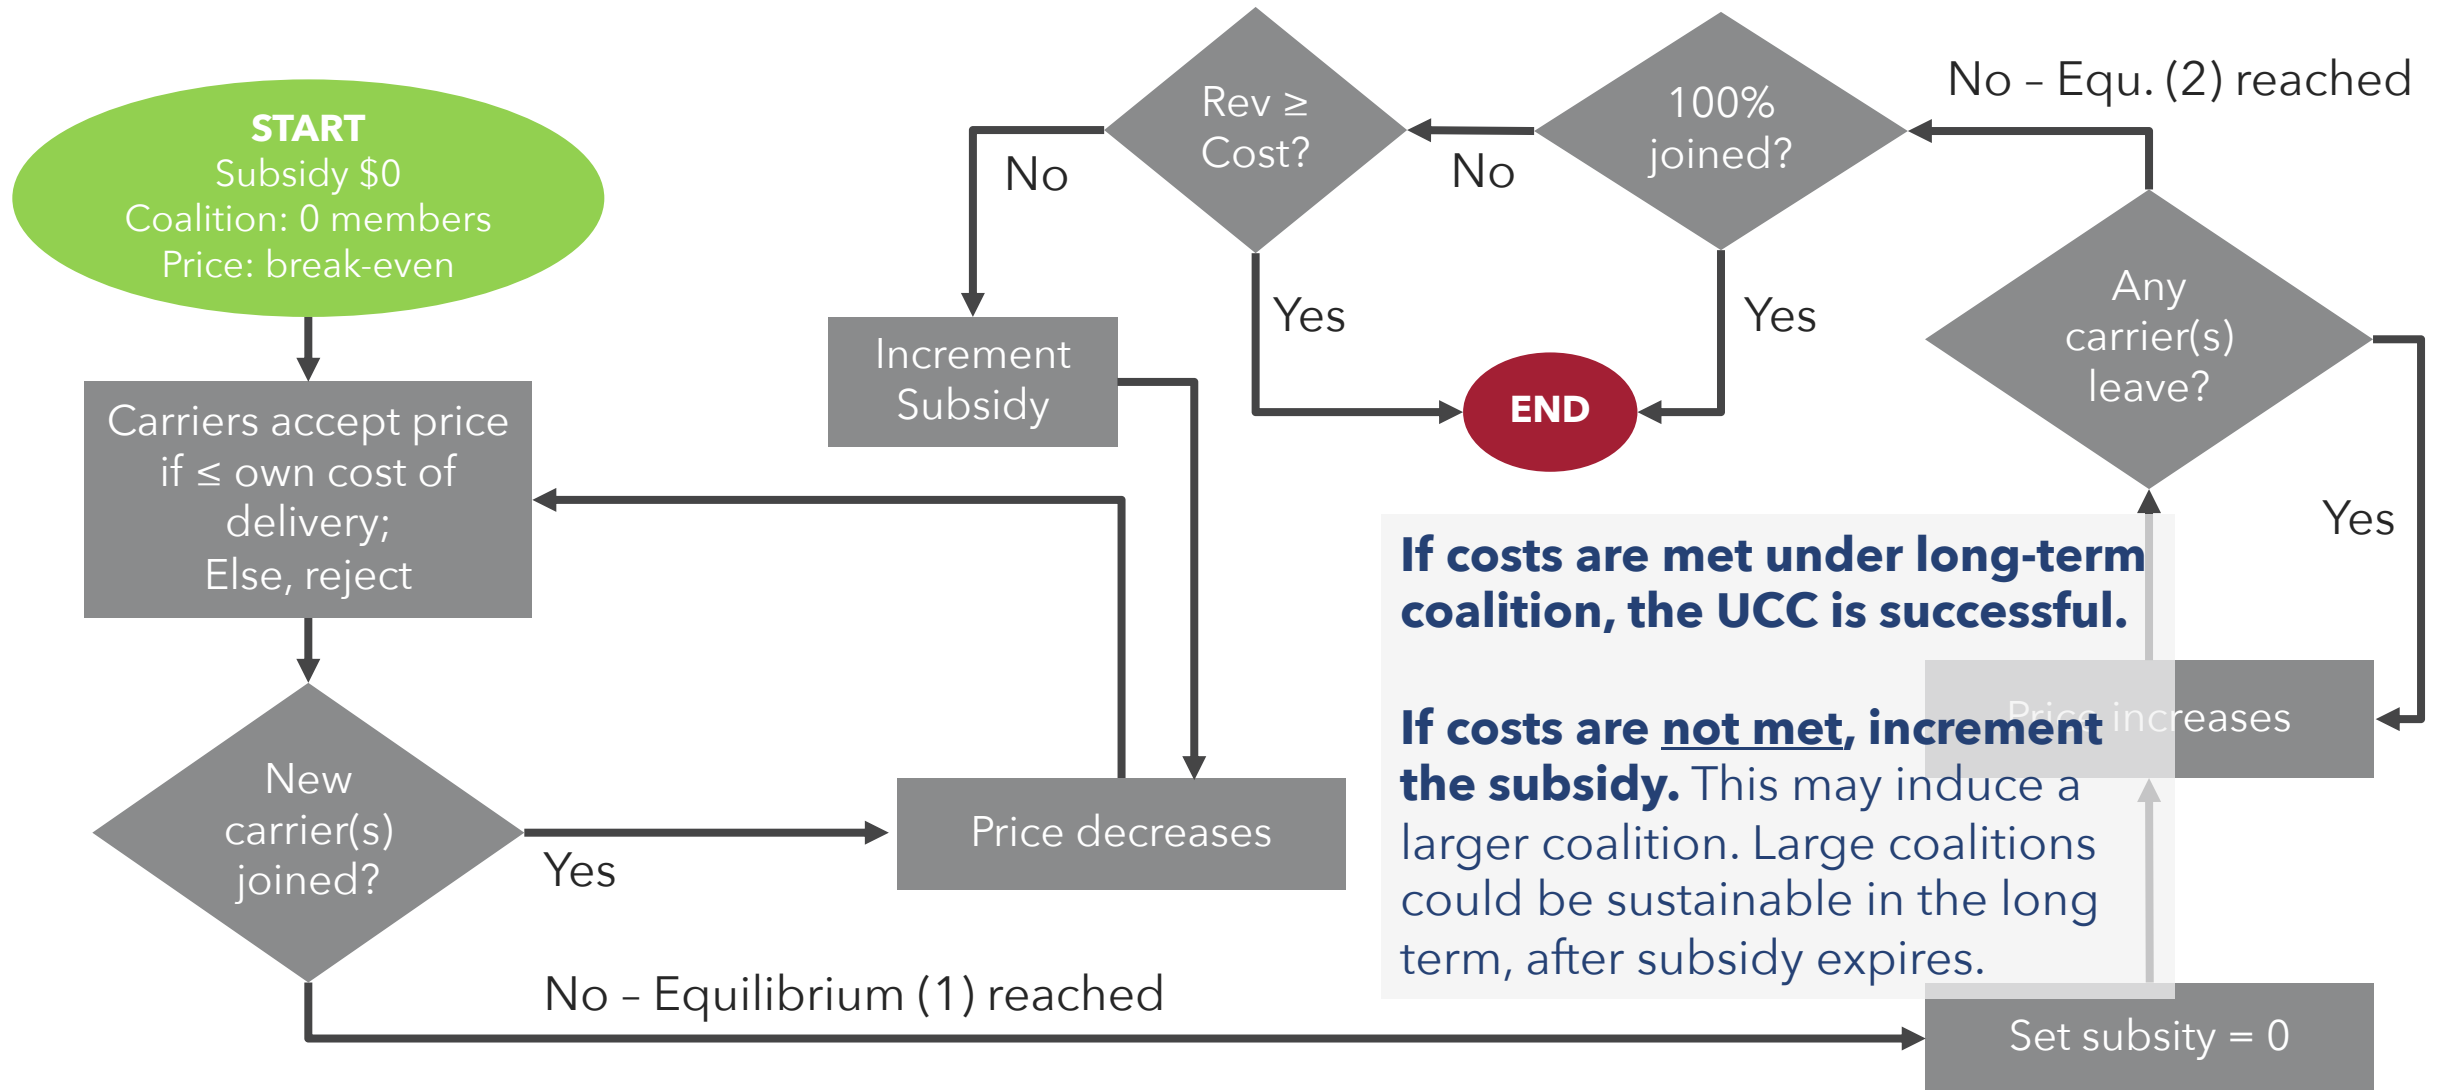 START
Subsidy $0
Coalition: 0 members
Price: break-even
Carriers accept price
if ≤ own cost of
delivery;
Else, reject
New
carrier(s)
joined?
Yes
No – Equilibrium (1) reached
Price decreases
Increment
Subsidy
No
Rev ≥
Cost?
Yes
No
100%
joined?
Yes
END
No – Equ. (2) reached
Any
carrier(s)
leave?
Yes
Price increases
Set subsity = 0
If costs are met under long-term
coalition, the UCC is successful.
If costs are not met, increment
the subsidy. This may induce a
larger coalition. Large coalitions
could be sustainable in the long
term, after subsidy expires.